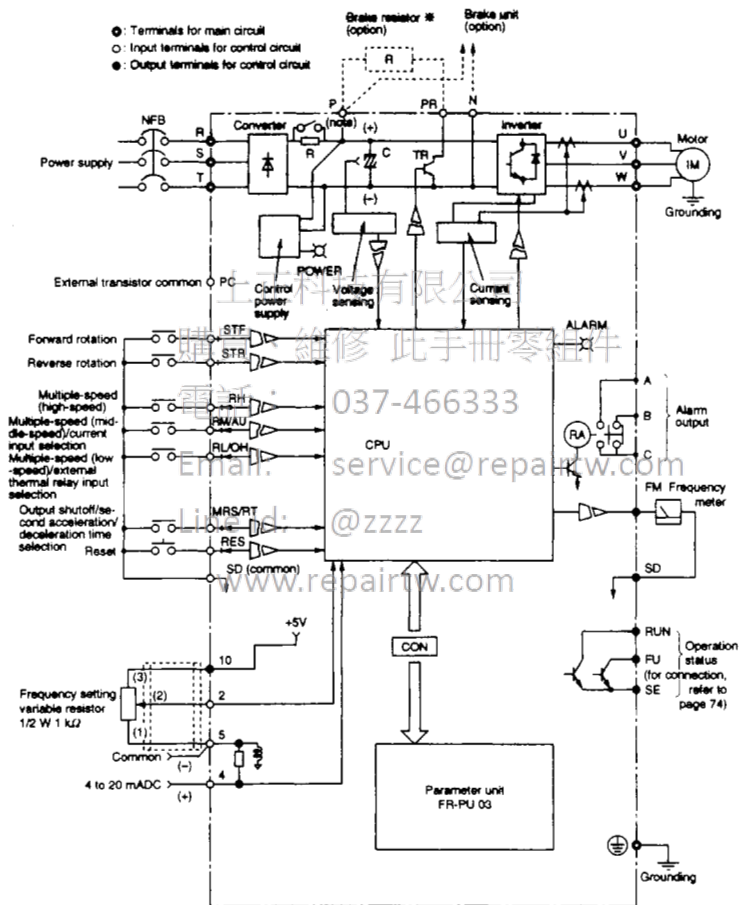 Brake resistor ※
(option)
Brake unit
(option)
: Terminals for main circuit
: Input terminals for control circuit
: Output terminals for control circuit
R
P
PR
N
NFB
(note)
Converter
Inverter
R
S
T
Power supply
(+)
(−)
R
C
TR
U
V
W
Motor
IM
Grounding
POWER
External transistor common
PC
Control
power
supply
Voltage
sensing
Current
sensing
上正科技有限公司
ALARM
Forward rotation
STF
購買、維修 此手冊零組件
Reverse rotation
STR
Multiple-speed
(high-speed)
RH
電話: 037-466333
Multiple-speed (mid-
dle-speed)/current
input selection
RM/AU
Multiple-speed (low
-speed)/external
thermal relay input
selection
RL/OH
CPU
RA
A
B
C
Alarm
output
Email: service@repairtw.com
Output shutoff/se-
cond acceleration/
deceleration time
selection
MRS/RT
FM
Frequency
meter
Line id: @zzzz
Reset
RES
SD (common)
SD
www.repairtw.com
+5V
CON
RUN
FU
SE
Operation
status
(for connection,
refer to
page 74)
10
(3)
(2)
2
(1)
5
Frequency setting
variable resistor
1/2 W 1 kΩ
Common
(−)
4
4 to 20 mADC
(+)
Parameter unit
FR-PU 03
Grounding